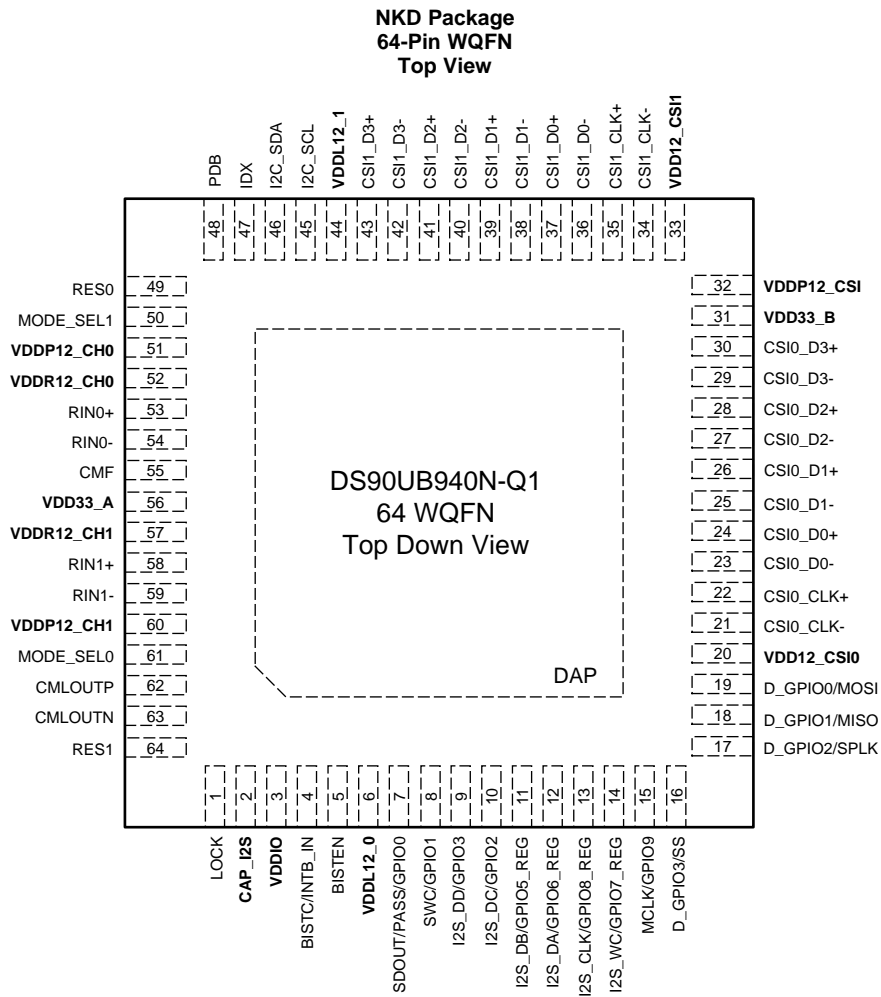 NKD Package
64-Pin WQFN
Top View
PDB
IDX
I2C_SDA
I2C_SCL
VDDL12_1
CSI1_D3+
CSI1_D3-
CSI1_D2+
CSI1_D2-
CSI1_D1+
CSI1_D1-
CSI1_D0+
CSI1_D0-
CSI1_CLK+
CSI1_CLK-
VDD12_CSI1
48
47
46
45
44
43
42
41
40
39
38
37
36
35
34
33
RES0 49
MODE_SEL1 50
VDDP12_CH0 51
VDDR12_CH0 52
RIN0+ 53
RIN0- 54
CMF 55
VDD33_A 56
VDDR12_CH1 57
RIN1+ 58
RIN1- 59
VDDP12_CH1 60
MODE_SEL0 61
CMLOUTP 62
CMLOUTN 63
RES1 64
DS90UB940N-Q1
64 WQFN
Top Down View
DAP
32 VDDP12_CSI
31 VDD33_B
30 CSI0_D3+
29 CSI0_D3-
28 CSI0_D2+
27 CSI0_D2-
26 CSI0_D1+
25 CSI0_D1-
24 CSI0_D0+
23 CSI0_D0-
22 CSI0_CLK+
21 CSI0_CLK-
20 VDD12_CSI0
19 D_GPIO0/MOSI
18 D_GPIO1/MISO
17 D_GPIO2/SPLK
1
2
3
4
5
6
7
8
9
10
11
12
13
14
15
16
LOCK
CAP_I2S
VDDIO
BISTC/INTB_IN
BISTEN
VDDL12_0
SDOUT/PASS/GPIO0
SWC/GPIO1
I2S_DD/GPIO3
I2S_DC/GPIO2
I2S_DB/GPIO5_REG
I2S_DA/GPIO6_REG
I2S_CLK/GPIO8_REG
I2S_WC/GPIO7_REG
MCLK/GPIO9
D_GPIO3/SS